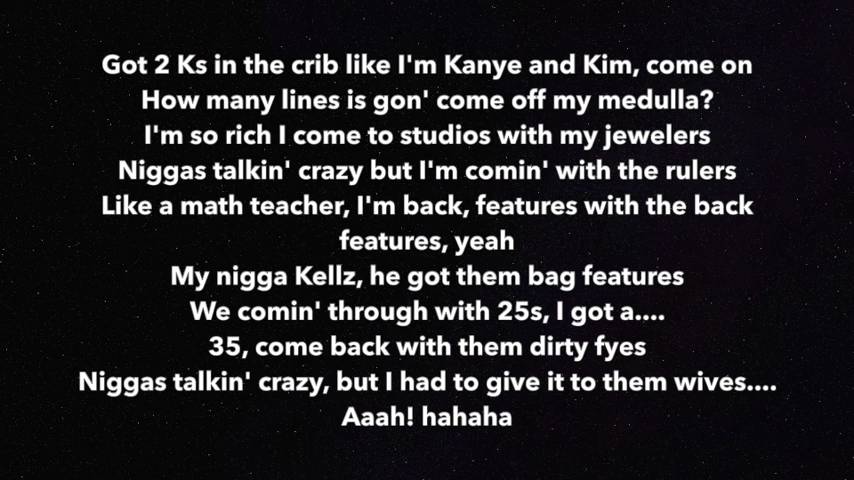 Got 2 Ks in the crib like I'm Kanye and Kim, come on
How many lines is gon' come off my medulla?
I'm so rich I come to studios with my jewelers
Niggas talkin' crazy but I'm comin' with the rulers
Like a math teacher, I'm back, features with the back
features, yeah
My nigga Kellz, he got them bag features
We comin' through with 25s, I got a....
35, come back with them dirty fyes
Niggas talkin' crazy, but I had to give it to them wives....
Aaah! hahaha